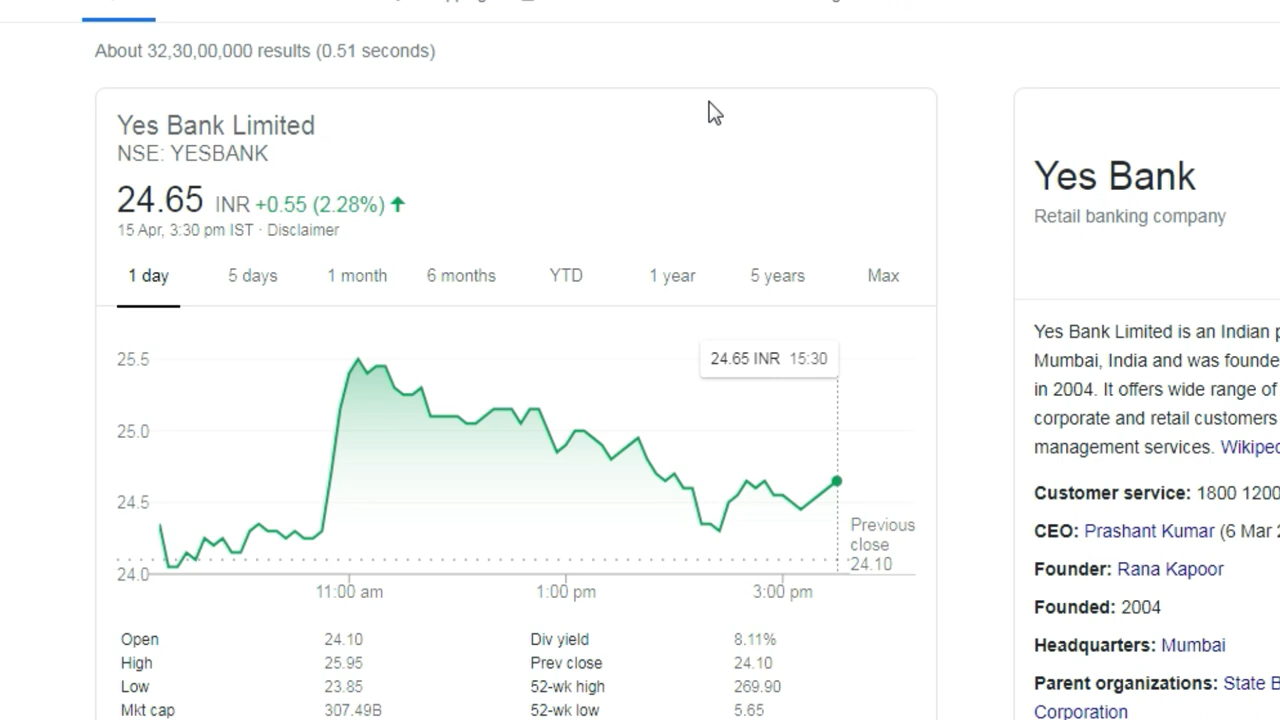 About 32,30,00,000 results (0.51 seconds)
Yes Bank Limited
NSE: YESBANK
24.65 INR +0.55 (2.28%)
15 Apr, 3:30 pm IST · Disclaimer
1 day 5 days 1 month 6 months YTD 1 year 5 years Max
24.65 INR 15:30
25.5
25.0
24.5
24.0
Previous
close
24.10
11:00 am 1:00 pm 3:00 pm
Open 24.10 Div yield 8.11%
High 25.95 Prev close 24.10
Low 23.85 52-wk high 269.90
Mkt cap 307.49B 52-wk low 5.65
Yes Bank
Retail banking company
Yes Bank Limited is an Indian p
Mumbai, India and was founde
in 2004. It offers wide range of
corporate and retail customers
management services. Wikiped
Customer service: 1800 1200
CEO: Prashant Kumar (6 Mar 2
Founder: Rana Kapoor
Founded: 2004
Headquarters: Mumbai
Parent organizations: State B
Corporation